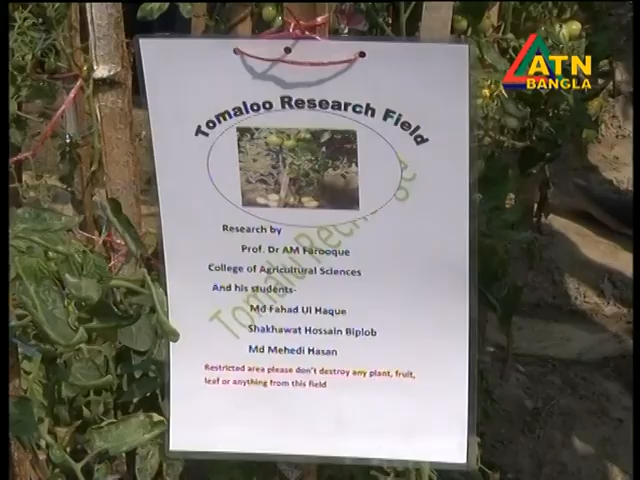 ATN
BANGLA
Tomaloo Research Field
Research by
Prof. Dr AM Farooque
College of Agricultural Sciences
And his students-
Md Fahad Ul Haque
Shakhawat Hossain Biplob
Md Mehedi Hasan
Restricted area please don't destroy any plant, fruit,
leaf or anything from this field